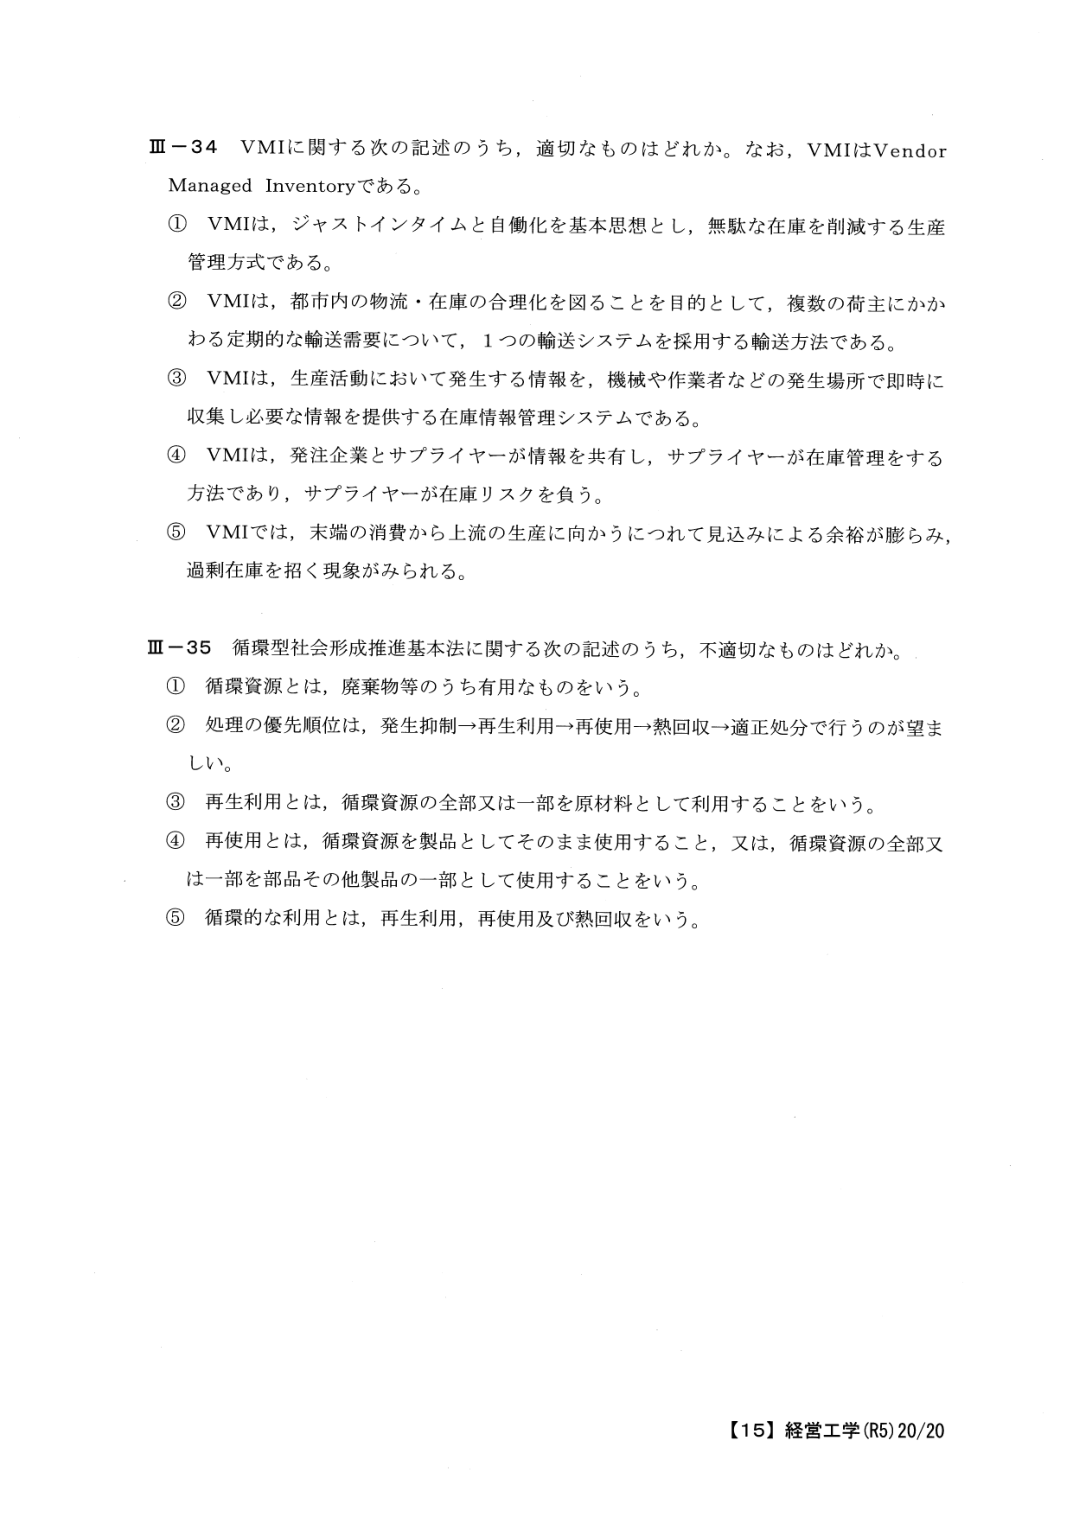 Ⅲ－34　VMIに関する次の記述のうち，適切なものはどれか。なお，VMIはVendor
Managed Inventoryである。
①　VMIは，ジャストインタイムと自働化を基本思想とし，無駄な在庫を削減する生産
管理方式である。
②　VMIは，都市内の物流・在庫の合理化を図ることを目的として，複数の荷主にかか
わる定期的な輸送需要について，１つの輸送システムを採用する輸送方法である。
③　VMIは，生産活動において発生する情報を，機械や作業者などの発生場所で即時に
収集し必要な情報を提供する在庫情報管理システムである。
④　VMIは，発注企業とサプライヤーが情報を共有し，サプライヤーが在庫管理をする
方法であり，サプライヤーが在庫リスクを負う。
⑤　VMIでは，末端の消費から上流の生産に向かうにつれて見込みによる余裕が膨らみ，
過剰在庫を招く現象がみられる。
Ⅲ－35　循環型社会形成推進基本法に関する次の記述のうち，不適切なものはどれか。
①　循環資源とは，廃棄物等のうち有用なものをいう。
②　処理の優先順位は，発生抑制→再生利用→再使用→熱回収→適正処分で行うのが望ま
しい。
③　再生利用とは，循環資源の全部又は一部を原材料として利用することをいう。
④　再使用とは，循環資源を製品としてそのまま使用すること，又は，循環資源の全部又
は一部を部品その他製品の一部として使用することをいう。
⑤　循環的な利用とは，再生利用，再使用及び熱回収をいう。
【15】経営工学(R5)20/20